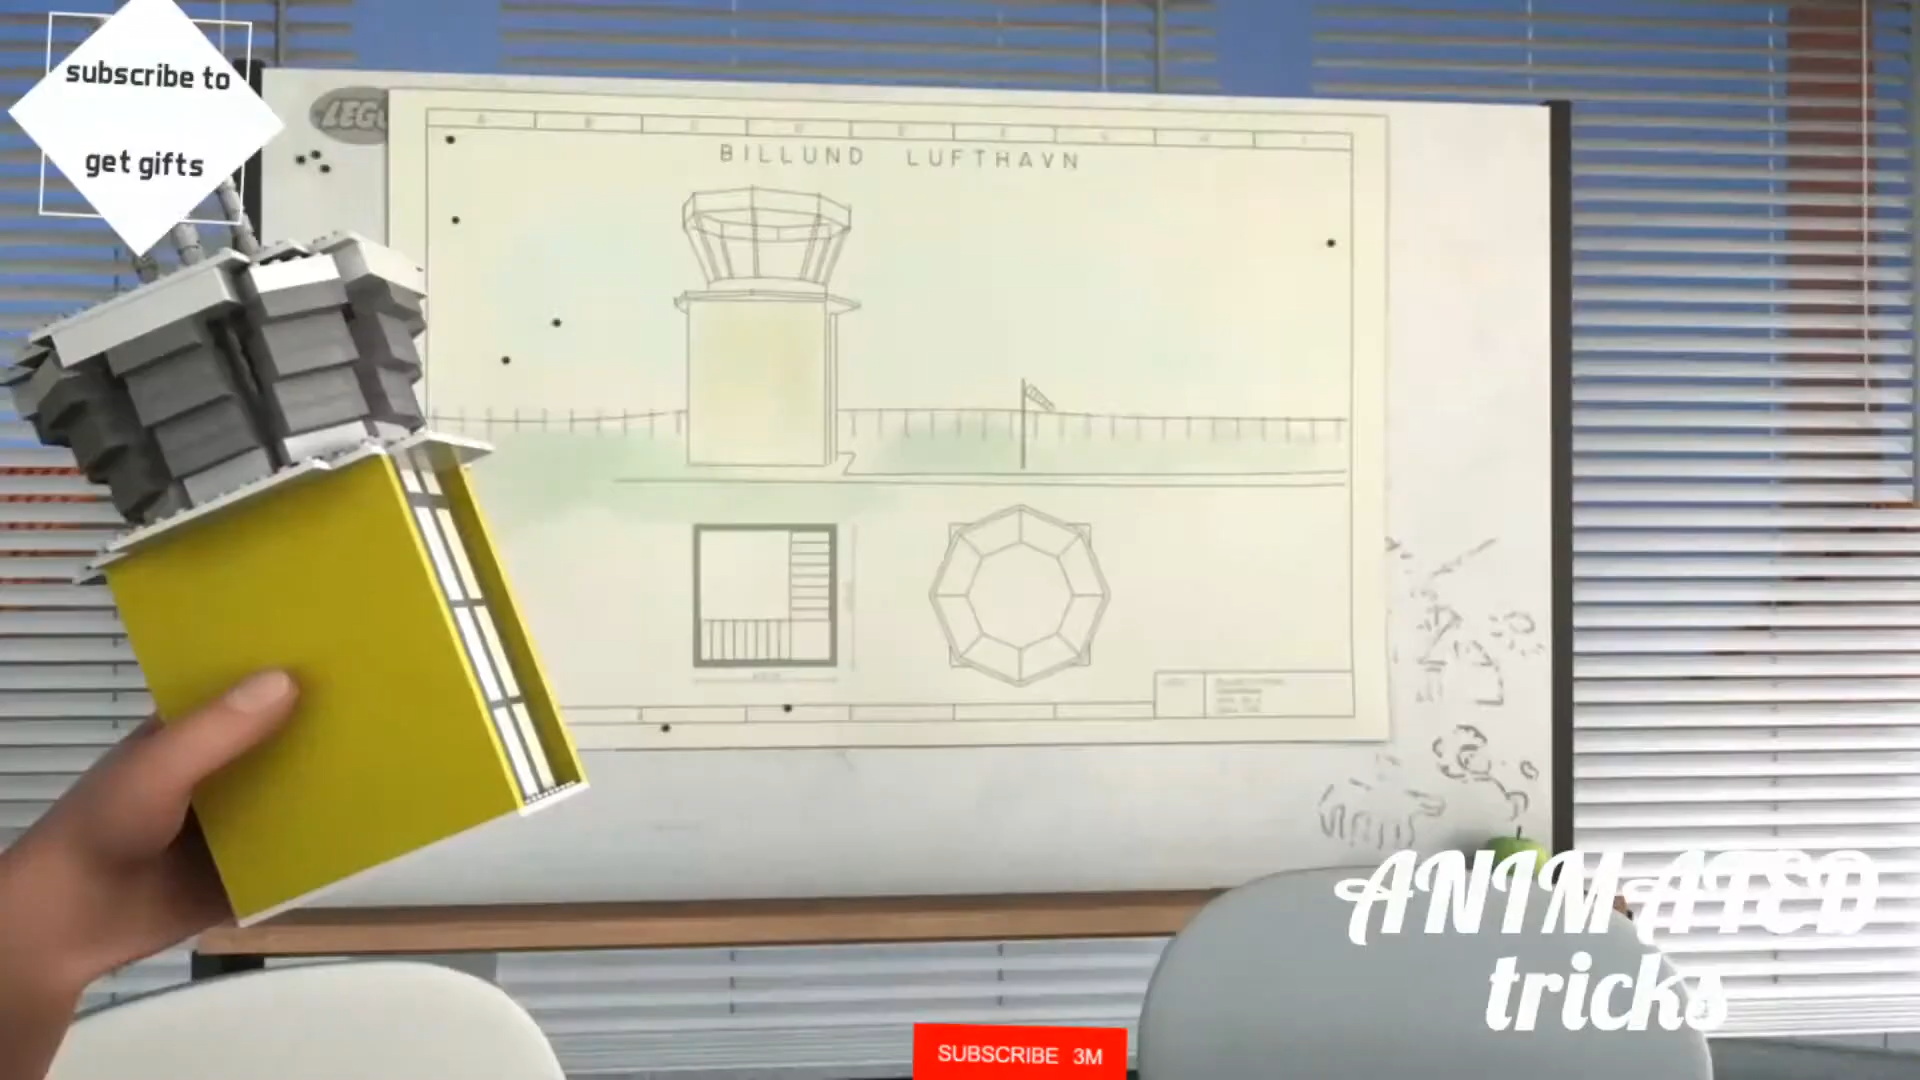 subscribe to
get gifts
LEGO
BILLUND LUFTHAVN
ANIMATED
tricks
SUBSCRIBE 3M